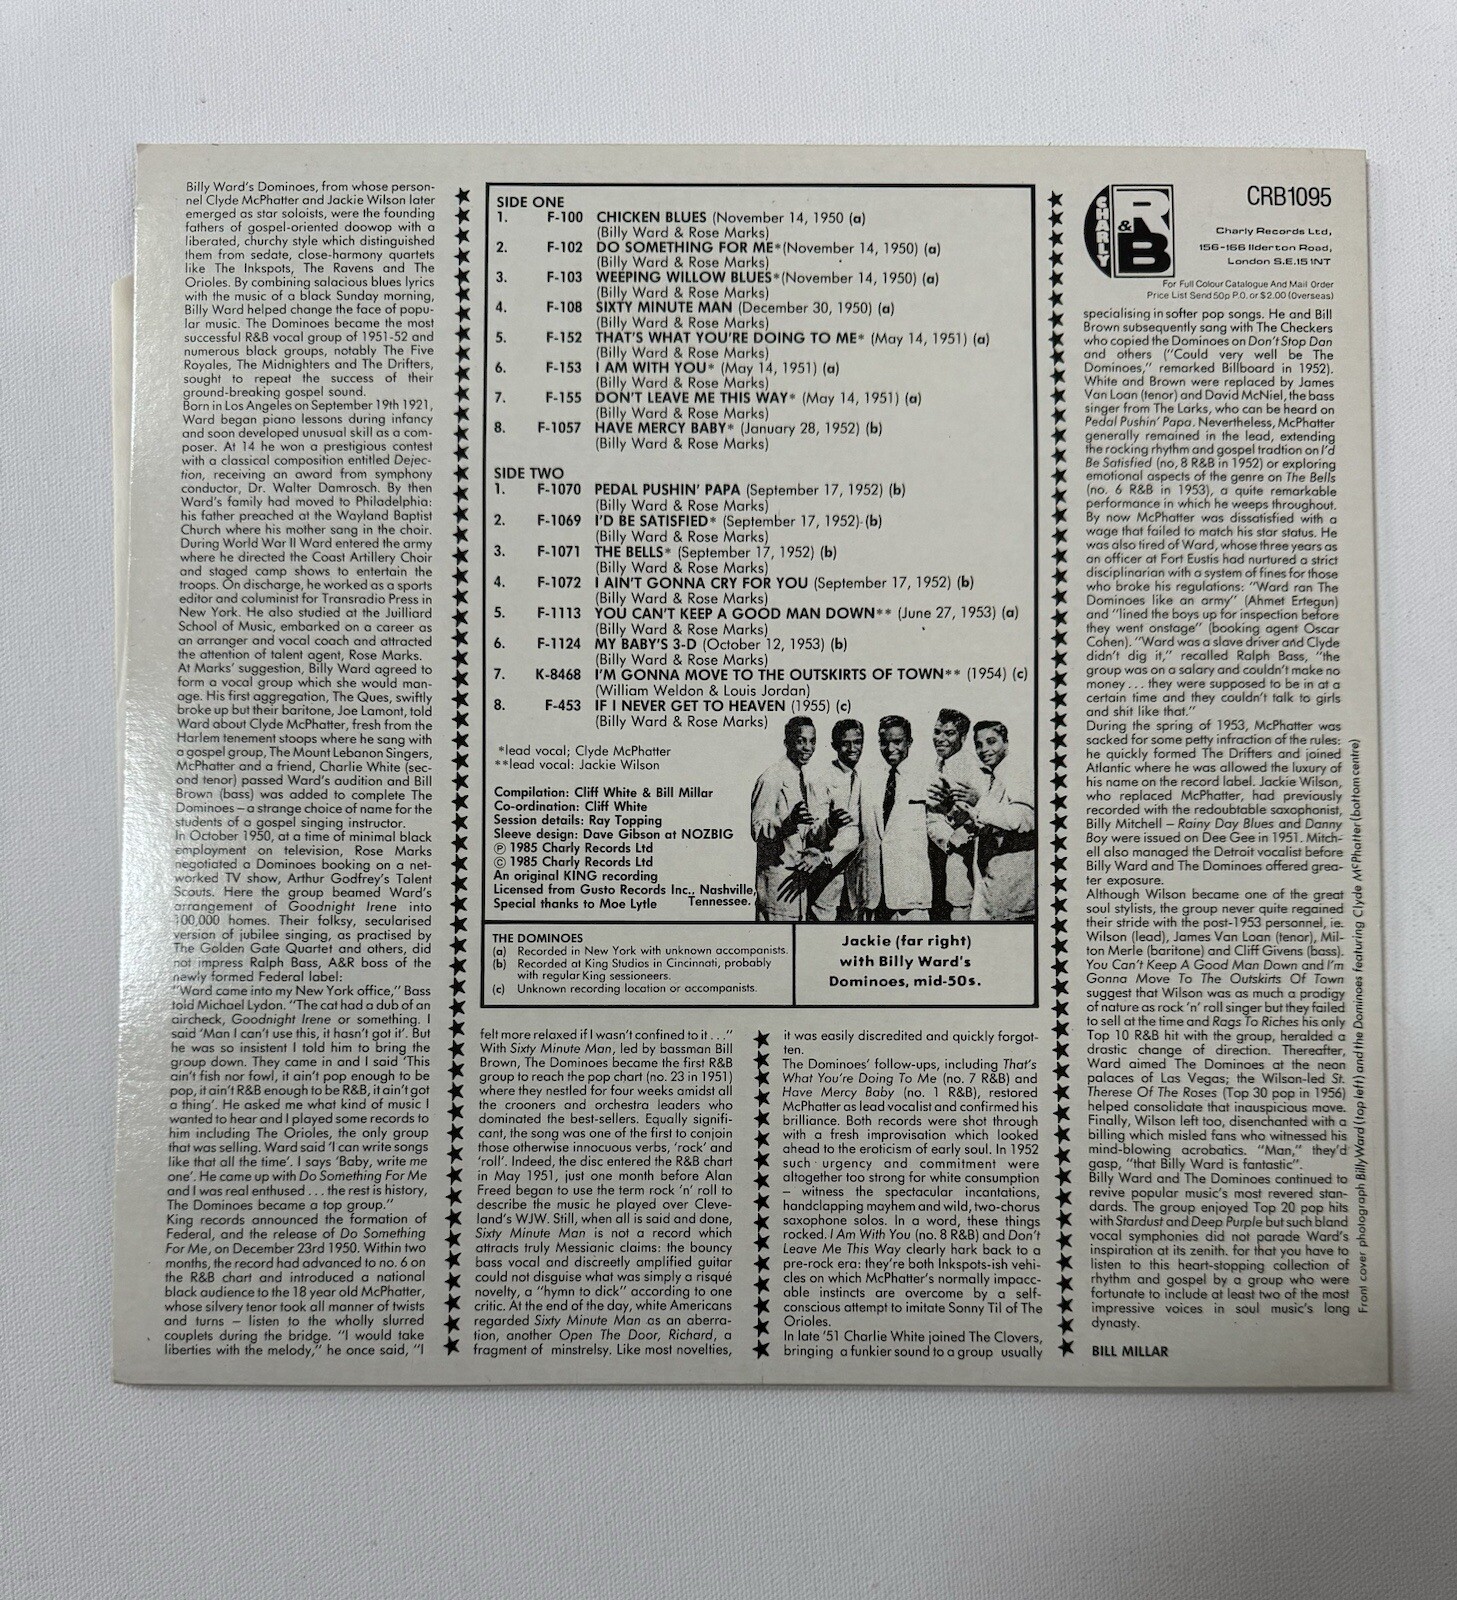 Billy Ward's Dominoes, from whose person-
nel Clyde McPhatter and Jackie Wilson later
emerged as star soloists, were the founding
fathers of gospel-oriented doowop with a
liberated, churchy style which distinguished
them from sedate, close-harmony quartets
like The Inkspots, The Ravens and The
Orioles. By combining salacious blues lyrics
with the music of a black Sunday morning,
Billy Ward helped change the face of popu-
lar music. The Dominoes became the most
successful R&B vocal group of 1951-52 and
numerous black groups, notably The Five
Royales, The Midnighters and The Drifters,
sought to repeat the success of their
ground-breaking gospel sound.
Born in Los Angeles on September 19th 1921,
Ward began piano lessons during infancy
and soon developed unusual skill as a com-
poser. At 14 he won a prestigious contest
with a classical composition entitled Dejec-
tion, receiving an award from symphony
conductor, Dr. Walter Damrosch. By then
Ward's family had moved to Philadelphia:
his father preached at the Wayland Baptist
Church where his mother sang in the choir.
During World War II Ward entered the army
where he directed the Coast Artillery Choir
and staged camp shows to entertain the
troops. On discharge, he worked as a sports
editor and columnist for Transradio Press in
New York. He also studied at the Juilliard
School of Music, embarked on a career as
an arranger and vocal coach and attracted
the attention of talent agent, Rose Marks.
At Marks' suggestion, Billy Ward agreed to
form a vocal group which she would man-
age. His first aggregation, The Ques, swiftly
broke up but their baritone, Joe Lamont, told
Ward about Clyde McPhatter, fresh from the
Harlem tenement stoops where he sang with
a gospel group, The Mount Lebanon Singers,
McPhatter and a friend, Charlie White (sec-
ond tenor) passed Ward's audition and Bill
Brown (bass) was added to complete The
Dominoes – a strange choice of name for the
students of a gospel singing instructor.
In October 1950, at a time of minimal black
employment on television, Rose Marks
negotiated a Dominoes booking on a net-
worked TV show, Arthur Godfrey's Talent
Scouts. Here the group beamed Ward's
arrangement of Goodnight Irene into
100,000 homes. Their folksy, secularised
version of jubilee singing, as practised by
The Golden Gate Quartet and others, did
not impress Ralph Bass, A&R boss of the
newly formed Federal label:
"Ward came into my New York office," Bass
told Michael Lydon. "The cat had a dub of an
aircheck, Goodnight Irene or something. I
said 'Man I can't use this, it hasn't got it'. But
he was so insistent I told him to bring the
group down. They came in and I said 'This
ain't fish nor fowl, it ain't pop enough to be
pop, it ain't R&B enough to be R&B, it ain't got
a thing'. He asked me what kind of music I
wanted to hear and I played some records to
him including The Orioles, the only group
that was selling. Ward said 'I can write songs
like that all the time'. I says 'Baby, write me
one'. He came up with Do Something For Me
and I was real enthused . . . the rest is history,
The Dominoes became a top group."
King records announced the formation of
Federal, and the release of Do Something
For Me, on December 23rd 1950. Within two
months, the record had advanced to no. 6 on
the R&B chart and introduced a national
black audience to the 18 year old McPhatter,
whose silvery tenor took all manner of twists
and turns – listen to the wholly slurred
couplets during the bridge. "I would take
liberties with the melody," he once said, "I
SIDE ONE
1. F-100 CHICKEN BLUES (November 14, 1950 (a)
(Billy Ward & Rose Marks)
2. F-102 DO SOMETHING FOR ME* (November 14, 1950) (a)
(Billy Ward & Rose Marks)
3. F-103 WEEPING WILLOW BLUES* (November 14, 1950) (a)
(Billy Ward & Rose Marks)
4. F-108 SIXTY MINUTE MAN (December 30, 1950) (a)
(Billy Ward & Rose Marks)
5. F-152 THAT'S WHAT YOU'RE DOING TO ME* (May 14, 1951) (a)
(Billy Ward & Rose Marks)
6. F-153 I AM WITH YOU* (May 14, 1951) (a)
(Billy Ward & Rose Marks)
7. F-155 DON'T LEAVE ME THIS WAY* (May 14, 1951) (a)
(Billy Ward & Rose Marks)
8. F-1057 HAVE MERCY BABY* (January 28, 1952) (b)
(Billy Ward & Rose Marks)
SIDE TWO
1. F-1070 PEDAL PUSHIN' PAPA (September 17, 1952) (b)
(Billy Ward & Rose Marks)
2. F-1069 I'D BE SATISFIED* (September 17, 1952) (b)
(Billy Ward & Rose Marks)
3. F-1071 THE BELLS* (September 17, 1952) (b)
(Billy Ward & Rose Marks)
4. F-1072 I AIN'T GONNA CRY FOR YOU (September 17, 1952) (b)
(Billy Ward & Rose Marks)
5. F-1113 YOU CAN'T KEEP A GOOD MAN DOWN** (June 27, 1953) (a)
(Billy Ward & Rose Marks)
6. F-1124 MY BABY'S 3-D (October 12, 1953) (b)
(Billy Ward & Rose Marks)
7. K-8468 I'M GONNA MOVE TO THE OUTSKIRTS OF TOWN** (1954) (c)
(William Weldon & Louis Jordan)
8. F-453 IF I NEVER GET TO HEAVEN (1955) (c)
(Billy Ward & Rose Marks)
*lead vocal; Clyde McPhatter
**lead vocal: Jackie Wilson
Compilation: Cliff White & Bill Millar
Co-ordination: Cliff White
Session details: Ray Topping
Sleeve design: Dave Gibson at NOZBIG
Ⓟ 1985 Charly Records Ltd
© 1985 Charly Records Ltd
An original KING recording
Licensed from Gusto Records Inc., Nashville,
Tennessee.
Special thanks to Moe Lytle
THE DOMINOES
(a) Recorded in New York with unknown accompanists.
(b) Recorded at King Studios in Cincinnati, probably
with regular King sessioneers.
(c) Unknown recording location or accompanists.
Jackie (far right)
with Billy Ward's
Dominoes, mid-50s.
felt more relaxed if I wasn't confined to it . . ."
With Sixty Minute Man, led by bassman Bill
Brown, The Dominoes became the first R&B
group to reach the pop chart (no. 23 in 1951)
where they nestled for four weeks amidst all
the crooners and orchestra leaders who
dominated the best-sellers. Equally signifi-
cant, the song was one of the first to conjoin
those otherwise innocuous verbs, 'rock' and
'roll'. Indeed, the disc entered the R&B chart
in May 1951, just one month before Alan
Freed began to use the term rock 'n' roll to
describe the music he played over Cleve-
land's WJW. Still, when all is said and done,
Sixty Minute Man is not a record which
attracts truly Messianic claims: the bouncy
bass vocal and discreetly amplified guitar
could not disguise what was simply a risqué
novelty, a "hymn to dick" according to one
critic. At the end of the day, white Americans
regarded Sixty Minute Man as an aberra-
tion, another Open The Door, Richard, a
fragment of minstrelsy. Like most novelties,
it was easily discredited and quickly forgot-
ten.
The Dominoes' follow-ups, including That's
What You're Doing To Me (no. 7 R&B) and
Have Mercy Baby (no. 1 R&B), restored
McPhatter as lead vocalist and confirmed his
brilliance. Both records were shot through
with a fresh improvisation which looked
ahead to the eroticism of early soul. In 1952
such urgency and commitment were
altogether too strong for white consumption
– witness the spectacular incantations,
handclapping mayhem and wild, two-chorus
saxophone solos. In a word, these things
rocked. I Am With You (no. 8 R&B) and Don't
Leave Me This Way clearly hark back to a
pre-rock era: they're both Inkspots-ish vehi-
cles on which McPhatter's normally impecc-
able instincts are overcome by a self-
conscious attempt to imitate Sonny Til of The
Orioles.
In late '51 Charlie White joined The Clovers,
bringing a funkier sound to a group usually
CHARLY
R&B
CRB1095
Charly Records Ltd,
156-166 Ilderton Road,
London S.E.15 1NT
For Full Colour Catalogue And Mail Order
Price List Send 50p P.O. or $2.00 (Overseas)
specialising in softer pop songs. He and Bill
Brown subsequently sang with The Checkers
who copied the Dominoes on Don't Stop Dan
and others ("Could very well be The
Dominoes," remarked Billboard in 1952).
White and Brown were replaced by James
Van Loan (tenor) and David McNiel, the bass
singer from The Larks, who can be heard on
Pedal Pushin' Papa. Nevertheless, McPhatter
generally remained in the lead, extending
the rocking rhythm and gospel tradtion on I'd
Be Satisfied (no, 8 R&B in 1952) or exploring
emotional aspects of the genre on The Bells
(no. 6 R&B in 1953), a quite remarkable
performance in which he weeps throughout.
By now McPhatter was dissatisfied with a
wage that failed to match his star status. He
was also tired of Ward, whose three years as
an officer at Fort Eustis had nurtured a strict
disciplinarian with a system of fines for those
who broke his regulations: "Ward ran The
Dominoes like an army" (Ahmet Ertegun)
and "lined the boys up for inspection before
they went onstage" (booking agent Oscar
Cohen). "Ward was a slave driver and Clyde
didn't dig it," recalled Ralph Bass, "the
group was on a salary and couldn't make no
money . . . they were supposed to be in at a
certain time and they couldn't talk to girls
and shit like that."
During the spring of 1953, McPhatter was
sacked for some petty infraction of the rules:
he quickly formed The Drifters and joined
Atlantic where he was allowed the luxury of
his name on the record label. Jackie Wilson,
who replaced McPhatter, had previously
recorded with the redoubtable saxophonist,
Billy Mitchell – Rainy Day Blues and Danny
Boy were issued on Dee Gee in 1951. Mitch-
ell also managed the Detroit vocalist before
Billy Ward and The Dominoes offered grea-
ter exposure.
Although Wilson became one of the great
soul stylists, the group never quite regained
their stride with the post-1953 personnel, ie.
Wilson (lead), James Van Loan (tenor), Mil-
ton Merle (baritone) and Cliff Givens (bass).
You Can't Keep A Good Man Down and I'm
Gonna Move To The Outskirts Of Town
suggest that Wilson was as much a prodigy
of nature as rock 'n' roll singer but they failed
to sell at the time and Rags To Riches his only
Top 10 R&B hit with the group, heralded a
drastic change of direction. Thereafter,
Ward aimed The Dominoes at the neon
palaces of Las Vegas; the Wilson-led St.
Therese Of The Roses (Top 30 pop in 1956)
helped consolidate that inauspicious move.
Finally, Wilson left too, disenchanted with a
billing which misled fans who witnessed his
mind-blowing acrobatics. "Man," they'd
gasp, "that Billy Ward is fantastic".
Billy Ward and The Dominoes continued to
revive popular music's most revered stan-
dards. The group enjoyed Top 20 pop hits
with Stardust and Deep Purple but such bland
vocal symphonies did not parade Ward's
inspiration at its zenith. for that you have to
listen to this heart-stopping collection of
rhythm and gospel by a group who were
fortunate to include at least two of the most
impressive voices in soul music's long
dynasty.
BILL MILLAR
Front cover photograph Billy Ward (top left) and the Dominoes featuring Clyde McPhatter (bottom centre)